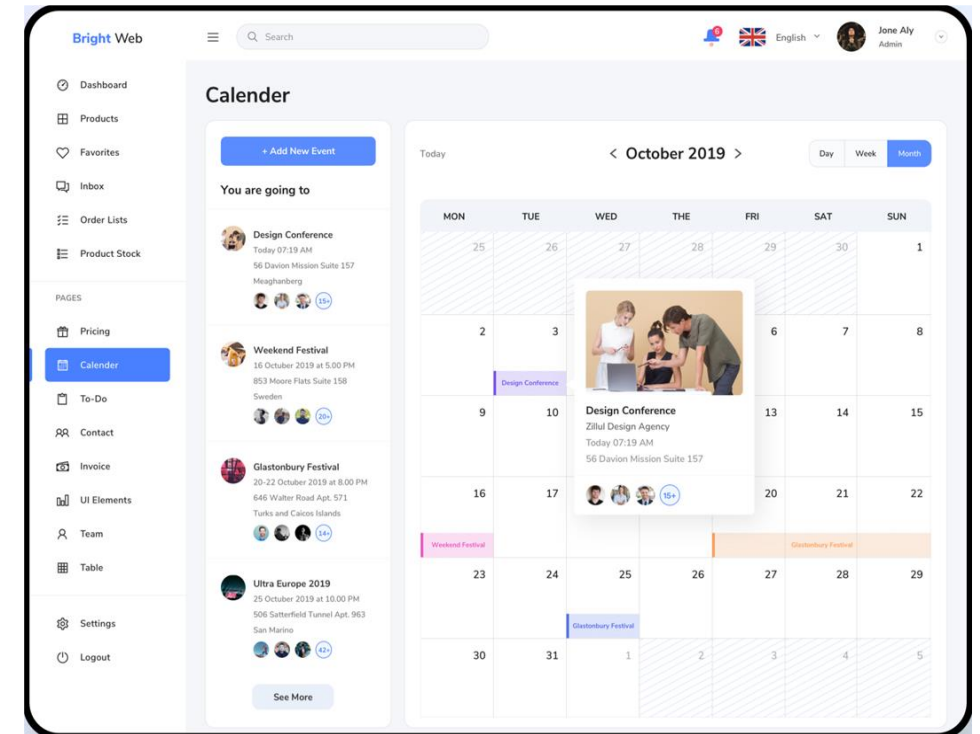 Bright Web
Search
6
English
Jone Aly
Admin
Dashboard
Products
Favorites
Inbox
Order Lists
Product Stock
PAGES
Pricing
Calender
To-Do
Contact
Invoice
UI Elements
Team
Table
Settings
Logout
Calender
+ Add New Event
You are going to
Design Conference
Today 07:19 AM
56 Davion Mission Suite 157
Meaghanberg
15+
Weekend Festival
16 October 2019 at 5.00 PM
853 Moore Flats Suite 158
Sweden
20+
Glastonbury Festival
20-22 October 2019 at 8.00 PM
646 Walter Road Apt. 571
Turks and Caicos Islands
14+
Ultra Europe 2019
25 October 2019 at 10.00 PM
506 Satterfield Tunnel Apt. 963
San Marino
42+
See More
Today
< October 2019 >
Day Week Month
MON TUE WED THE FRI SAT SUN
25 26 27 28 29 30 1
2 3 6 7 8
Design Conference
9 10 13 14 15
16 17 20 21 22
Weekend Festival
Glastonbury Festival
23 24 25 26 27 28 29
Glastonbury Festival
30 31 1 2 3 4 5
Design Conference
Zillul Design Agency
Today 07:19 AM
56 Davion Mission Suite 157
15+